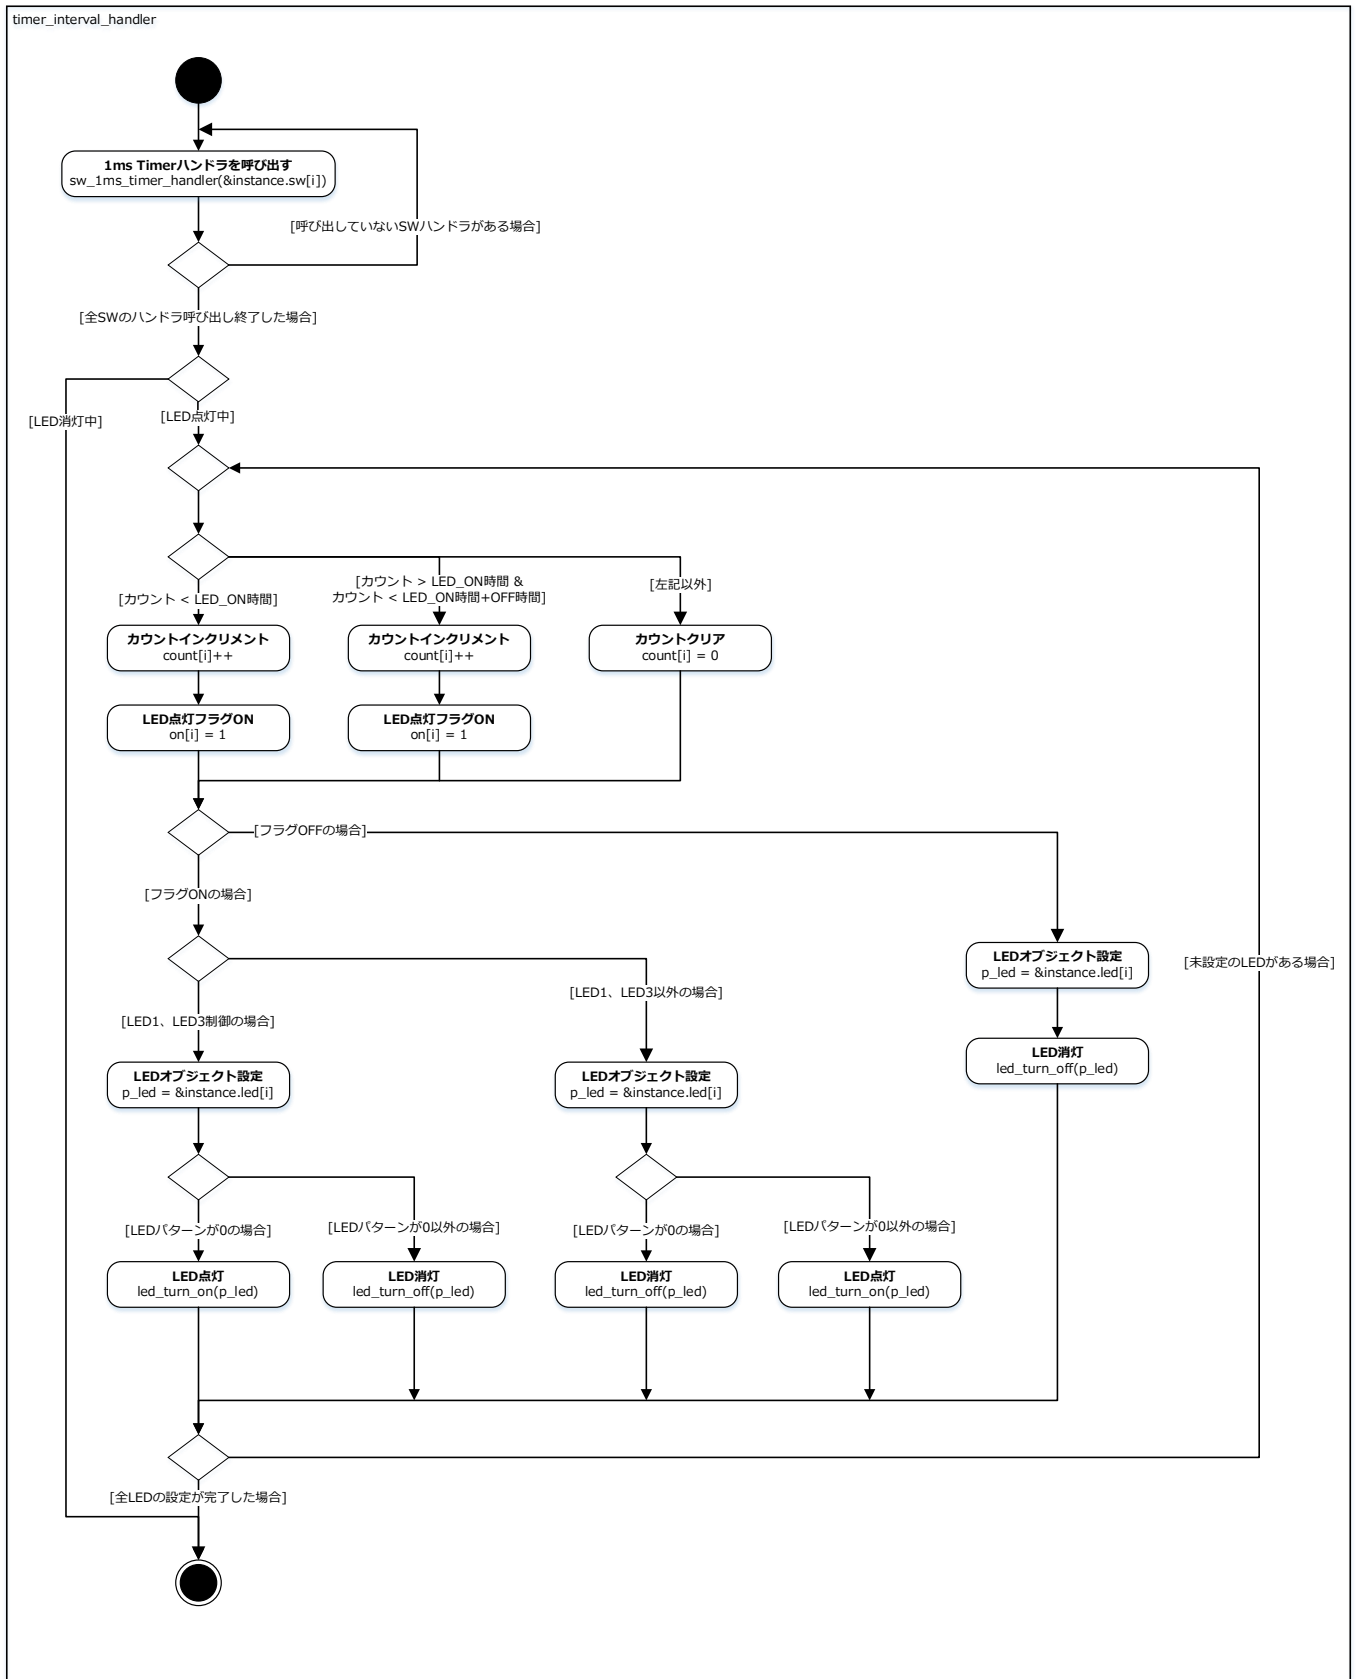 timer_interval_handler
1ms Timerハンドラを呼び出す
sw_1ms_timer_handler(&instance.sw[i])
[呼び出していないSWハンドラがある場合]
[全SWのハンドラ呼び出し終了した場合]
[LED消灯中]
[LED点灯中]
[カウント < LED_ON時間]
[カウント > LED_ON時間 &
カウント < LED_ON時間+OFF時間]
[左記以外]
カウントインクリメント
count[i]++
カウントインクリメント
count[i]++
カウントクリア
count[i] = 0
LED点灯フラグON
on[i] = 1
LED点灯フラグON
on[i] = 1
[フラグOFFの場合]
[フラグONの場合]
LEDオブジェクト設定
p_led = &instance.led[i]
[未設定のLEDがある場合]
[LED1、LED3以外の場合]
[LED1、LED3制御の場合]
LED消灯
led_turn_off(p_led)
LEDオブジェクト設定
p_led = &instance.led[i]
LEDオブジェクト設定
p_led = &instance.led[i]
[LEDパターンが0の場合]
[LEDパターンが0以外の場合]
[LEDパターンが0の場合]
[LEDパターンが0以外の場合]
LED点灯
led_turn_on(p_led)
LED消灯
led_turn_off(p_led)
LED消灯
led_turn_off(p_led)
LED点灯
led_turn_on(p_led)
[全LEDの設定が完了した場合]